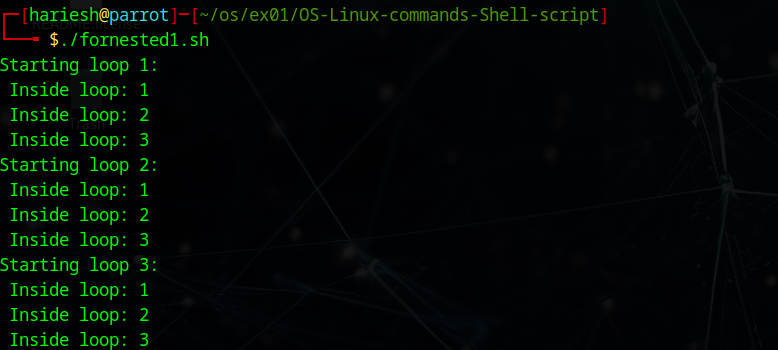 [hariesh@parrot]-[~/os/ex01/OS-Linux-commands-Shell-script]
$./fornested1.sh
Starting loop 1:
Inside loop: 1
Inside loop: 2
Inside loop: 3
Starting loop 2:
Inside loop: 1
Inside loop: 2
Inside loop: 3
Starting loop 3:
Inside loop: 1
Inside loop: 2
Inside loop: 3